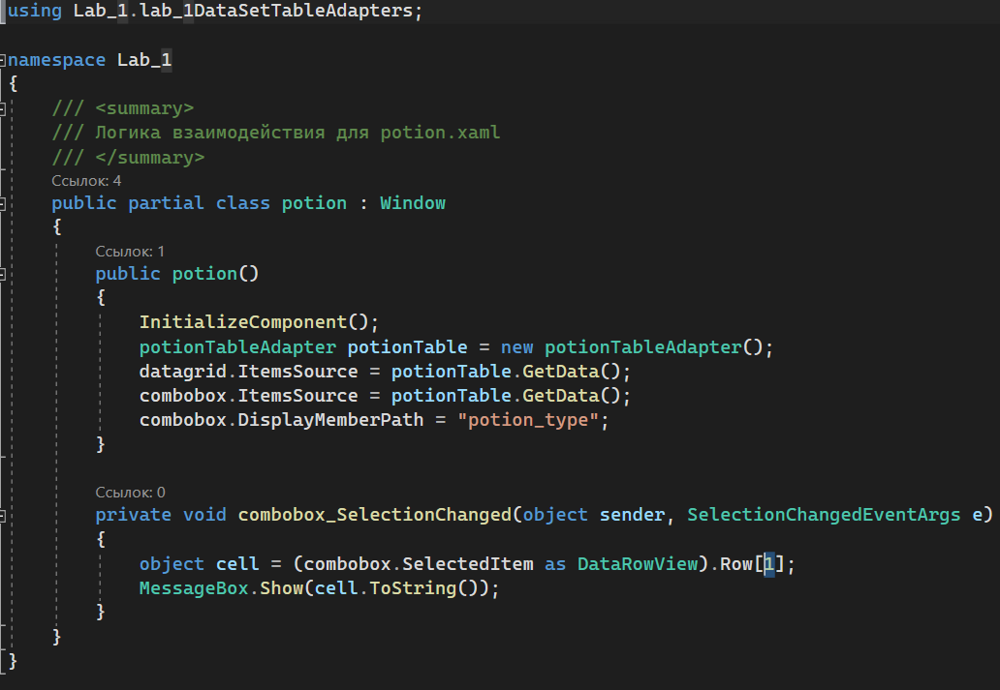 using Lab_1.lab_1DataSetTableAdapters;
namespace Lab_1
{
/// <summary>
/// Логика взаимодействия для potion.xaml
/// </summary>
Ссылок: 4
public partial class potion : Window
{
Ссылок: 1
public potion()
{
InitializeComponent();
potionTableAdapter potionTable = new potionTableAdapter();
datagrid.ItemsSource = potionTable.GetData();
combobox.ItemsSource = potionTable.GetData();
combobox.DisplayMemberPath = "potion_type";
}
Ссылок: 0
private void combobox_SelectionChanged(object sender, SelectionChangedEventArgs e)
{
object cell = (combobox.SelectedItem as DataRowView).Row[1];
MessageBox.Show(cell.ToString());
}
}
}